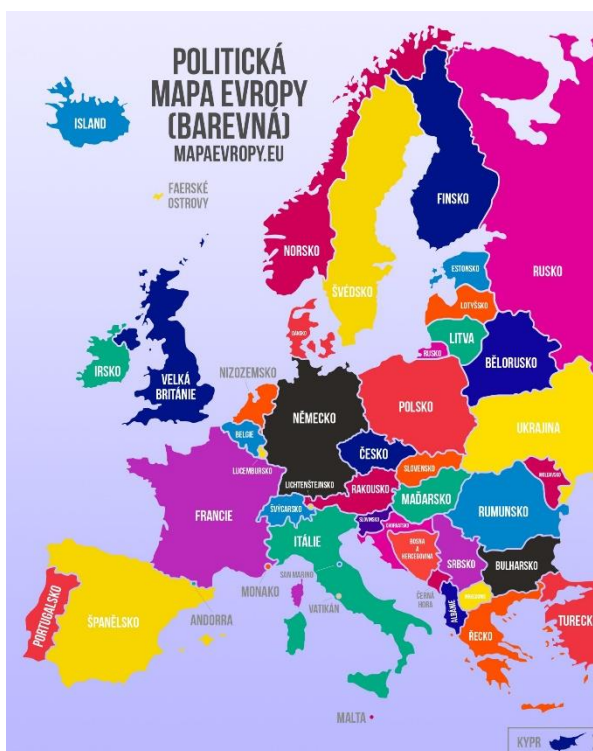 POLITICKÁ
MAPA EVROPY
(BAREVNÁ)
MAPAEVROPY.EU
ISLAND
FAERSKÉ
OSTROVY
NORSKO
ŠVÉDSKO
FINSKO
RUSKO
ESTONSKO
LOTYŠSKO
LITVA
RUSKO
BĚLORUSKO
DÁNSKO
IRSKO
VELKÁ
BRITÁNIE
NIZOZEMSKO
BELGIE
LUCEMBURSKO
NĚMECKO
POLSKO
UKRAJINA
ČESKO
SLOVENSKO
MOLDAVSKO
LICHTENŠTEJNSKO
RAKOUSKO
MAĎARSKO
RUMUNSKO
FRANCIE
ŠVÝCARSKO
SLOVINSKO
CHORVATSKO
ITÁLIE
BOSNA
A
HERCEGOVINA
SRBSKO
BULHARSKO
SAN MARINO
MONAKO
VATIKÁN
ČERNÁ
HORA
ALBÁNIE
MAKEDONIE
ANDORRA
PORTUGALSKO
ŠPANĚLSKO
ŘECKO
TURECK
MALTA
KYPR